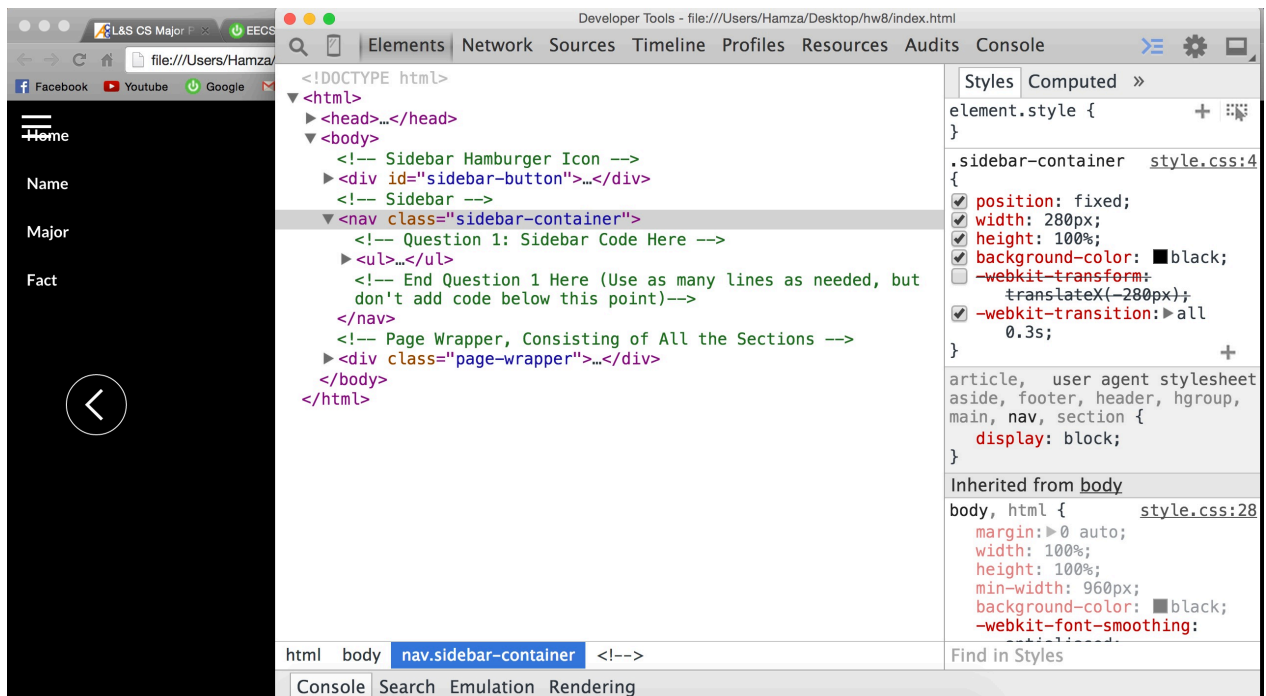 L&S CS Major
EECS
file:///Users/Hamza/
Facebook Youtube Google
Home
Name
Major
Fact
Developer Tools - file:///Users/Hamza/Desktop/hw8/index.html
Elements Network Sources Timeline Profiles Resources Audits Console
<!DOCTYPE html>
▼<html>
▶<head>…</head>
▼<body>
<!-- Sidebar Hamburger Icon -->
▶<div id="sidebar-button">…</div>
<!-- Sidebar -->
▼<nav class="sidebar-container">
<!-- Question 1: Sidebar Code Here -->
▶<ul>…</ul>
<!-- End Question 1 Here (Use as many lines as needed, but
don't add code below this point)-->
</nav>
<!-- Page Wrapper, Consisting of All the Sections -->
▶<div class="page-wrapper">…</div>
</body>
</html>
html body nav.sidebar-container <!-->
Console Search Emulation Rendering
Styles Computed »
element.style {
}
.sidebar-container style.css:4
{
position: fixed;
width: 280px;
height: 100%;
background-color: black;
-webkit-transform:
translateX(-280px);
-webkit-transition:▶all
0.3s;
}
article, user agent stylesheet
aside, footer, header, hgroup,
main, nav, section {
display: block;
}
Inherited from body
body, html { style.css:28
margin:▶0 auto;
width: 100%;
height: 100%;
min-width: 960px;
background-color: black;
-webkit-font-smoothing:
Find in Styles